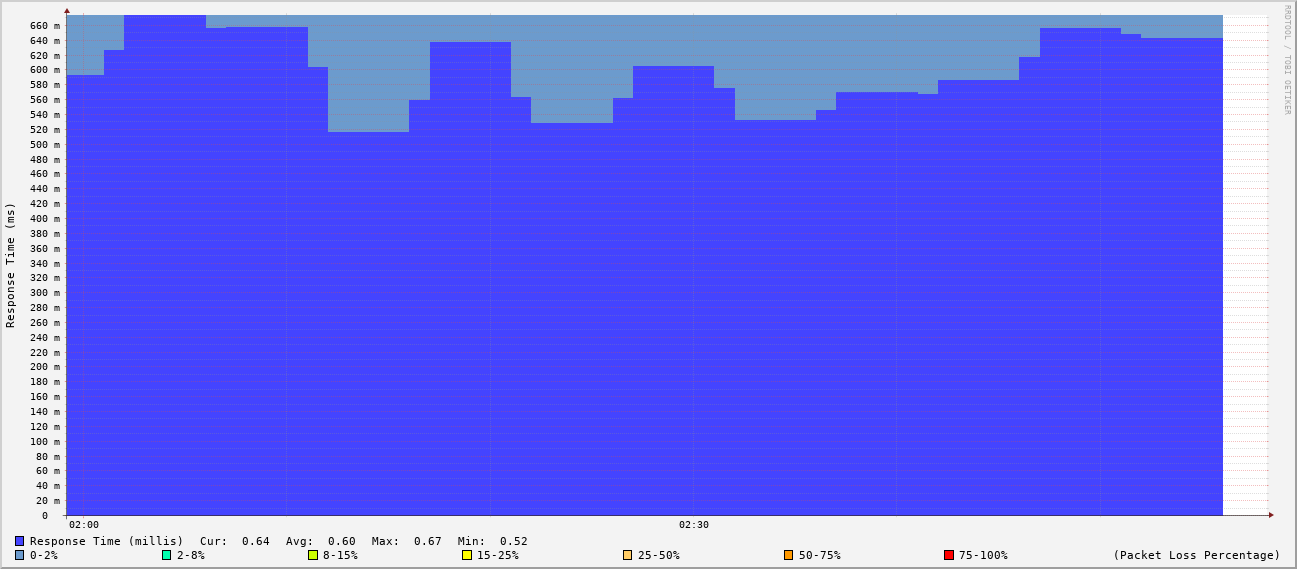 RRDTOOL / TOBI OETIKER
Response Time (ms)
660 m
640 m
620 m
600 m
580 m
560 m
540 m
520 m
500 m
480 m
460 m
440 m
420 m
400 m
380 m
360 m
340 m
320 m
300 m
280 m
260 m
240 m
220 m
200 m
180 m
160 m
140 m
120 m
100 m
80 m
60 m
40 m
20 m
0
02:00 02:30
Response Time (millis) Cur: 0.64 Avg: 0.60 Max: 0.67 Min: 0.52
0-2% 2-8% 8-15% 15-25% 25-50% 50-75% 75-100% (Packet Loss Percentage)